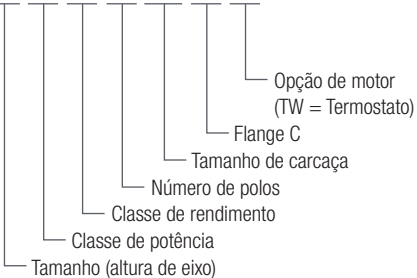 Opção de motor
(TW = Termostato)
Flange C
Tamanho de carcaça
Número de polos
Classe de rendimento
Classe de potência
Tamanho (altura de eixo)